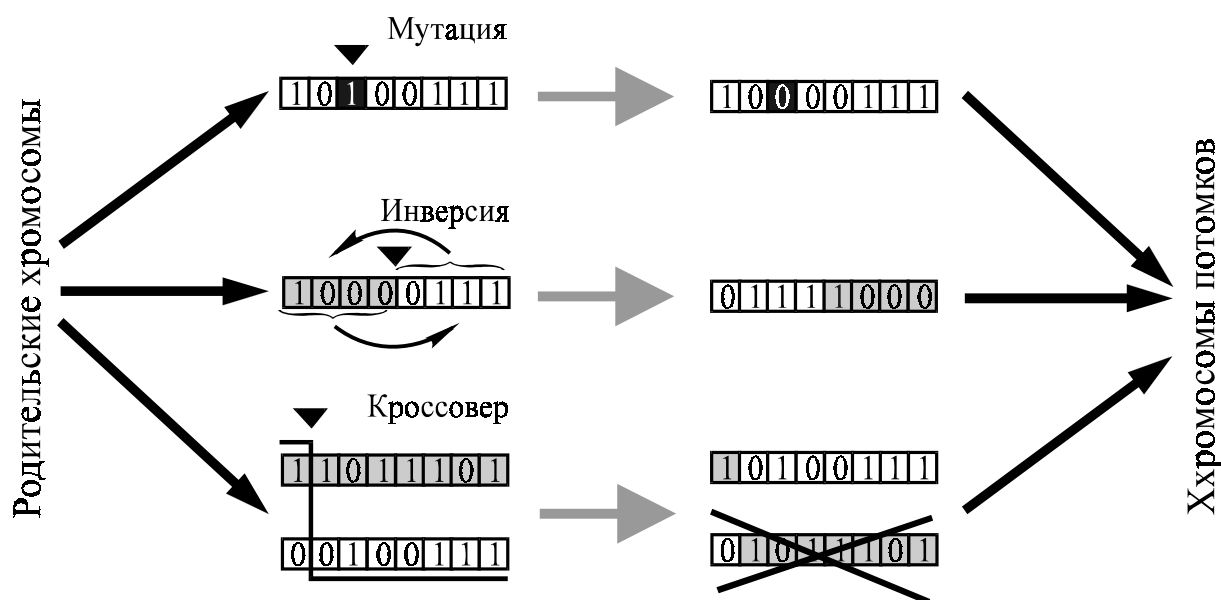 Родительские хромосомы
Мутация
1 0 1 0 0 1 1 1
1 0 0 0 0 1 1 1
Инверсия
1 0 0 0 0 1 1 1
0 1 1 1 1 0 0 0
Кроссовер
1 1 0 1 1 1 0 1
1 0 1 0 0 1 1 1
0 0 1 0 0 1 1 1
0 1 0 1 1 1 0 1
Ххромосомы потомков